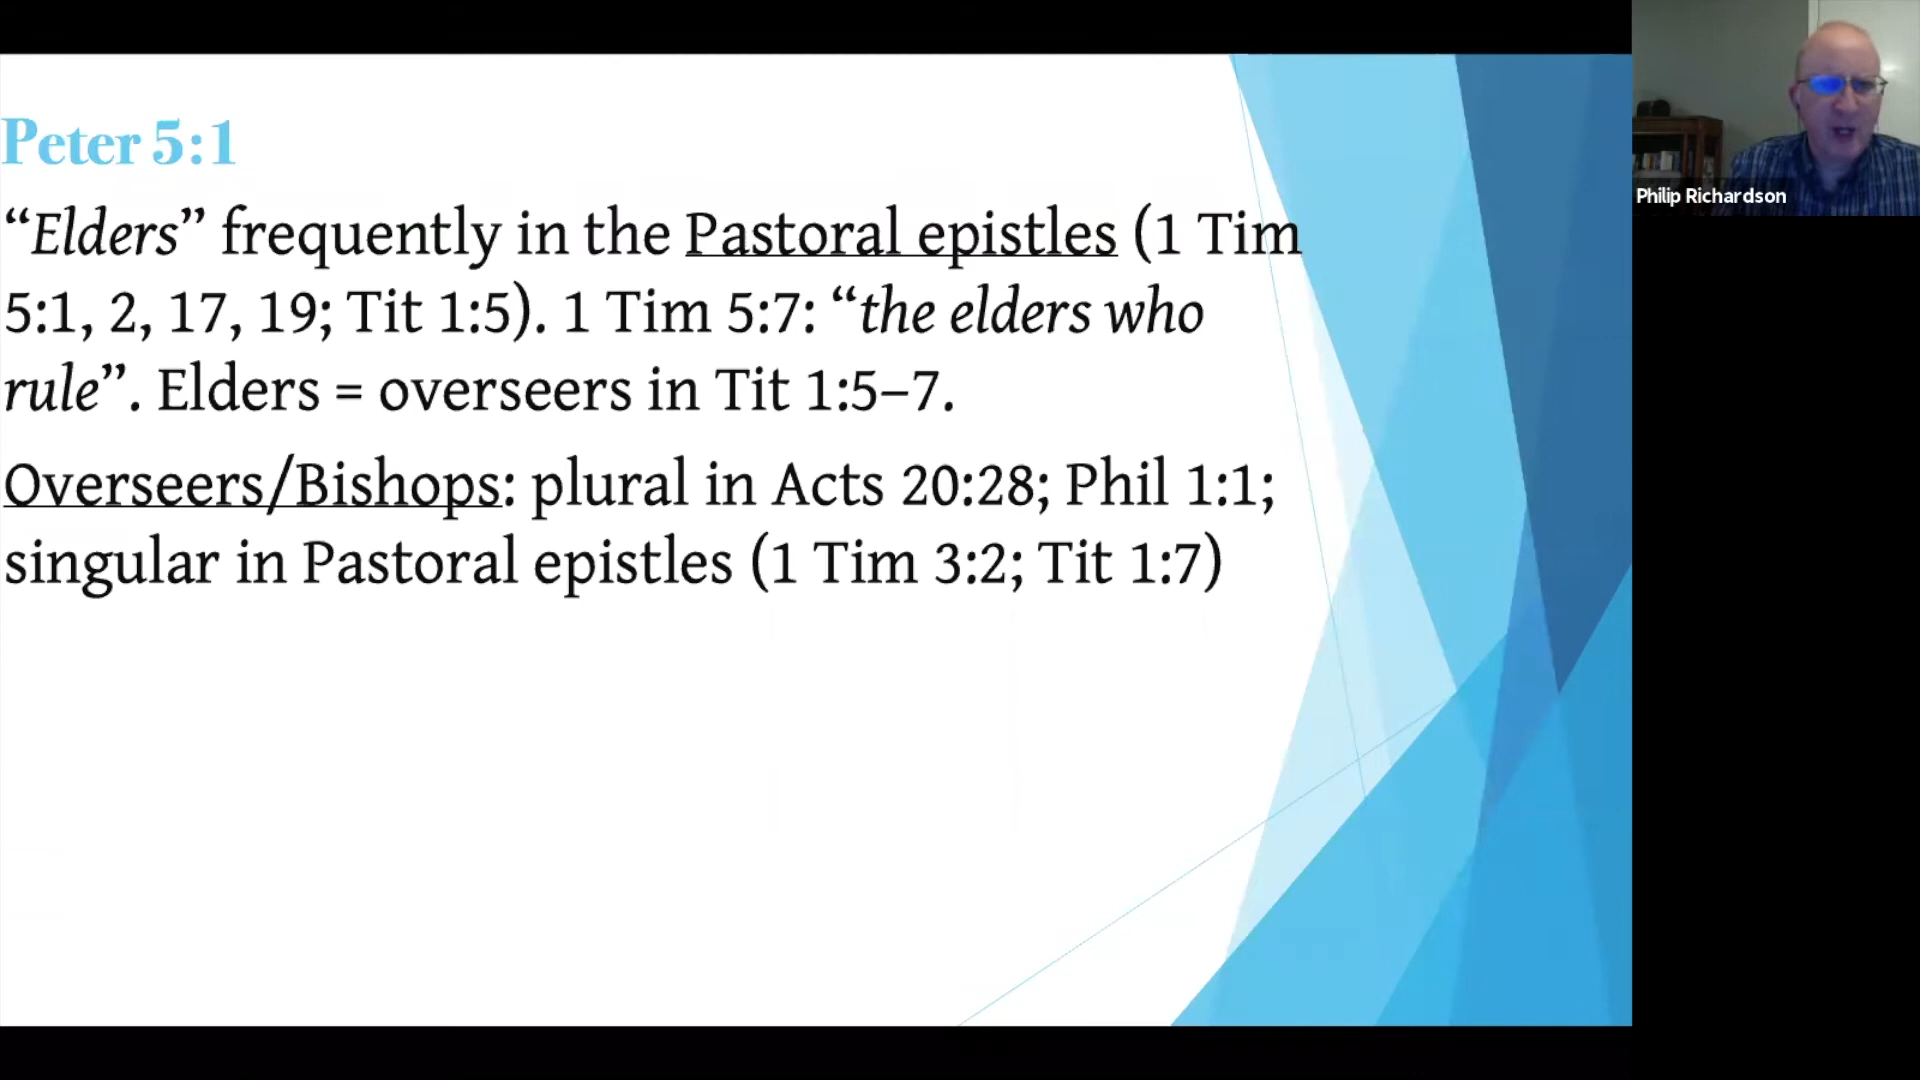 Peter 5:1
“Elders” frequently in the Pastoral epistles (1 Tim
5:1, 2, 17, 19; Tit 1:5). 1 Tim 5:7: “the elders who
rule”. Elders = overseers in Tit 1:5–7.
Overseers/Bishops: plural in Acts 20:28; Phil 1:1;
singular in Pastoral epistles (1 Tim 3:2; Tit 1:7)
Philip Richardson